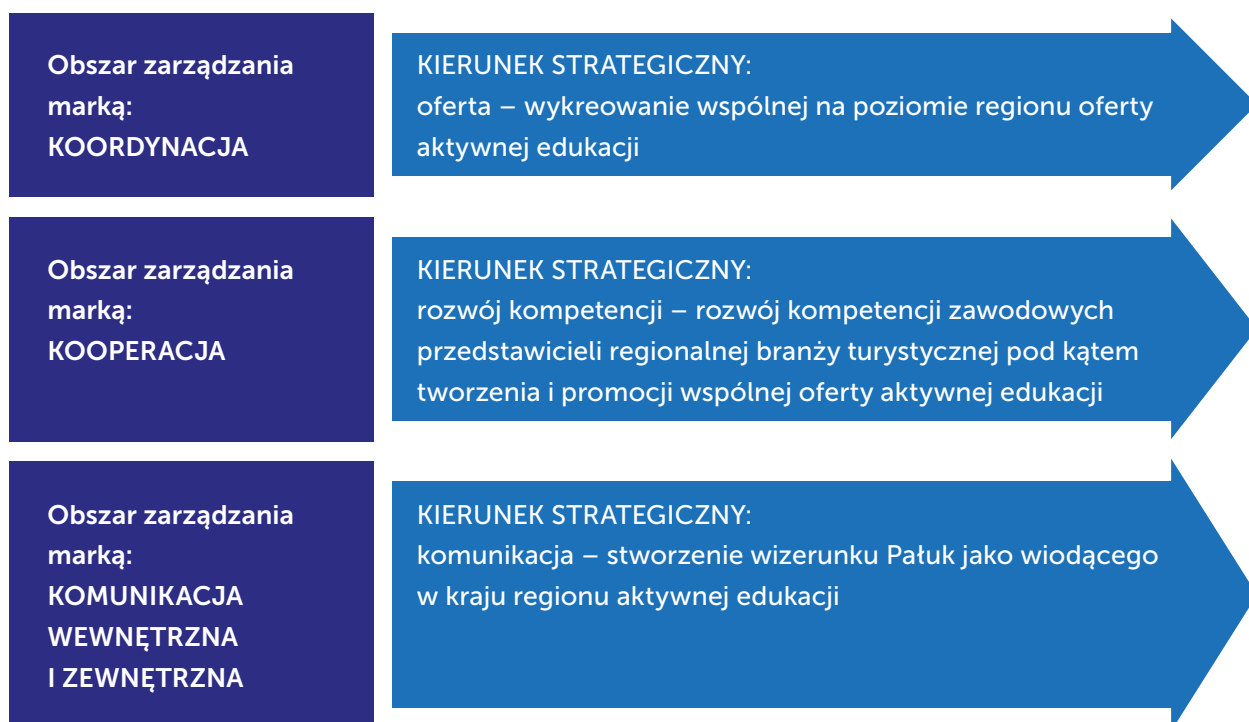 Obszar zarządzania
marką:
KOORDYNACJA
KIERUNEK STRATEGICZNY:
oferta – wykreowanie wspólnej na poziomie regionu oferty
aktywnej edukacji
Obszar zarządzania
marką:
KOOPERACJA
KIERUNEK STRATEGICZNY:
rozwój kompetencji – rozwój kompetencji zawodowych
przedstawicieli regionalnej branży turystycznej pod kątem
tworzenia i promocji wspólnej oferty aktywnej edukacji
Obszar zarządzania
marką:
KOMUNIKACJA
WEWNĘTRZNA
I ZEWNĘTRZNA
KIERUNEK STRATEGICZNY:
komunikacja – stworzenie wizerunku Pałuk jako wiodącego
w kraju regionu aktywnej edukacji